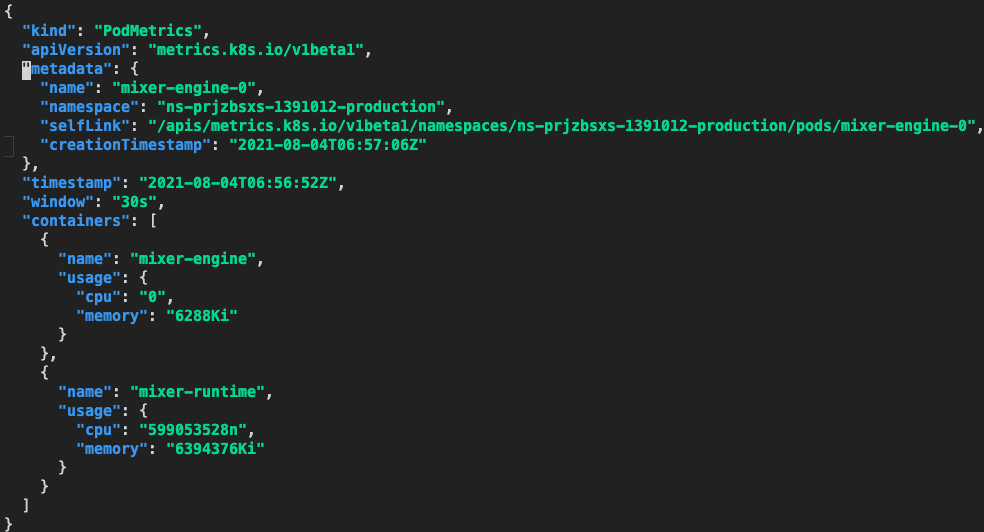 {
  "kind": "PodMetrics",
  "apiVersion": "metrics.k8s.io/v1beta1",
  "metadata": {
    "name": "mixer-engine-0",
    "namespace": "ns-prjzbsxs-1391012-production",
    "selfLink": "/apis/metrics.k8s.io/v1beta1/namespaces/ns-prjzbsxs-1391012-production/pods/mixer-engine-0",
    "creationTimestamp": "2021-08-04T06:57:06Z"
  },
  "timestamp": "2021-08-04T06:56:52Z",
  "window": "30s",
  "containers": [
    {
      "name": "mixer-engine",
      "usage": {
        "cpu": "0",
        "memory": "6288Ki"
      }
    },
    {
      "name": "mixer-runtime",
      "usage": {
        "cpu": "599053528n",
        "memory": "6394376Ki"
      }
    }
  ]
}